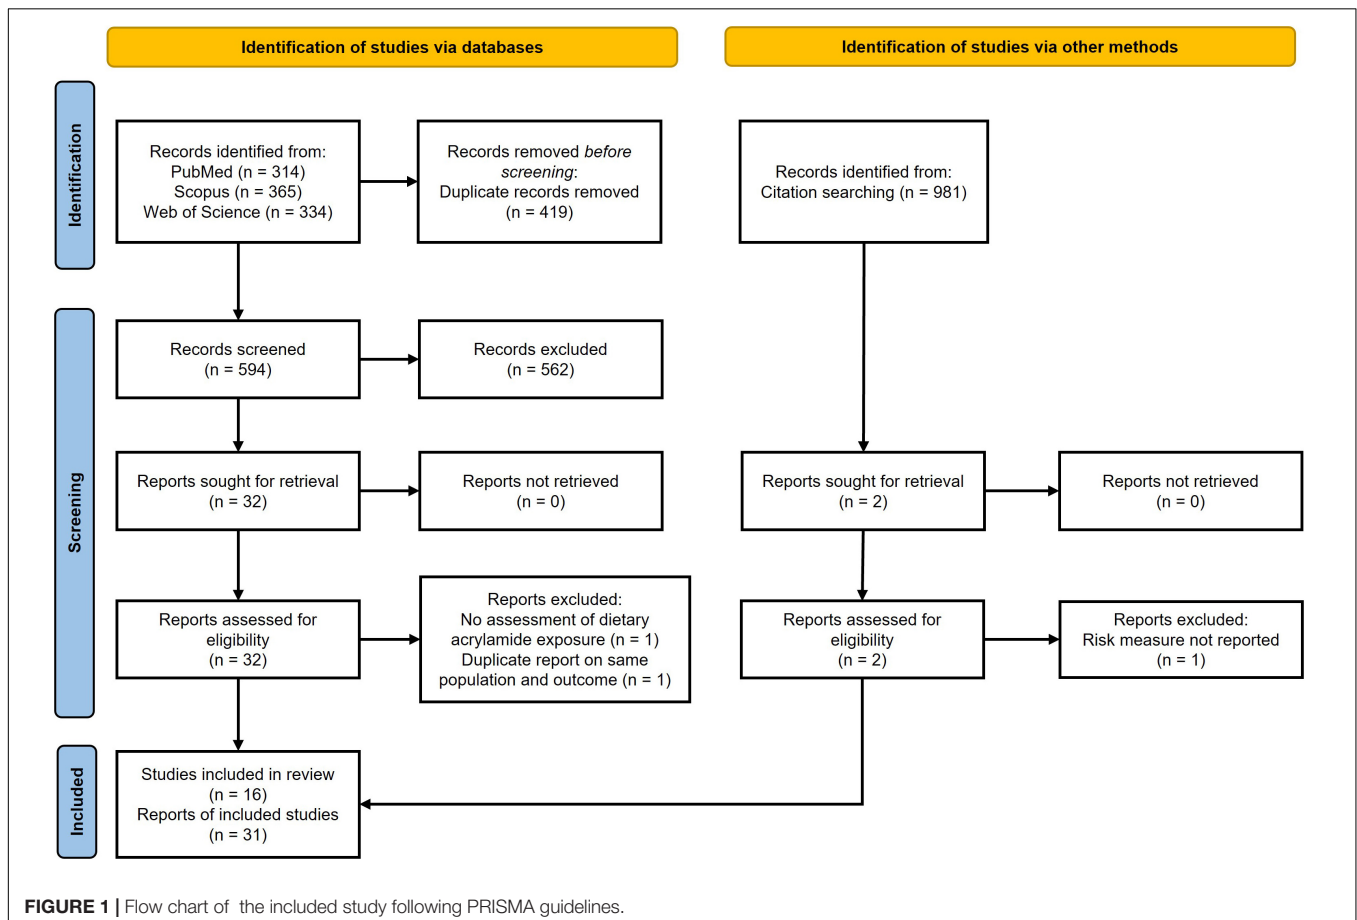 Identification of studies via databases
Identification of studies via other methods
Identification
Records identified from:
PubMed (n = 314)
Scopus (n = 365)
Web of Science (n = 334)
Records removed before
screening:
Duplicate records removed
(n = 419)
Records identified from:
Citation searching (n = 981)
Screening
Records screened
(n = 594)
Records excluded
(n = 562)
Reports sought for retrieval
(n = 32)
Reports not retrieved
(n = 0)
Reports sought for retrieval
(n = 2)
Reports not retrieved
(n = 0)
Reports assessed for
eligibility
(n = 32)
Reports excluded:
No assessment of dietary
acrylamide exposure (n = 1)
Duplicate report on same
population and outcome (n = 1)
Reports assessed for
eligibility
(n = 2)
Reports excluded:
Risk measure not reported
(n = 1)
Included
Studies included in review
(n = 16)
Reports of included studies
(n = 31)
FIGURE 1 | Flow chart of the included study following PRISMA guidelines.